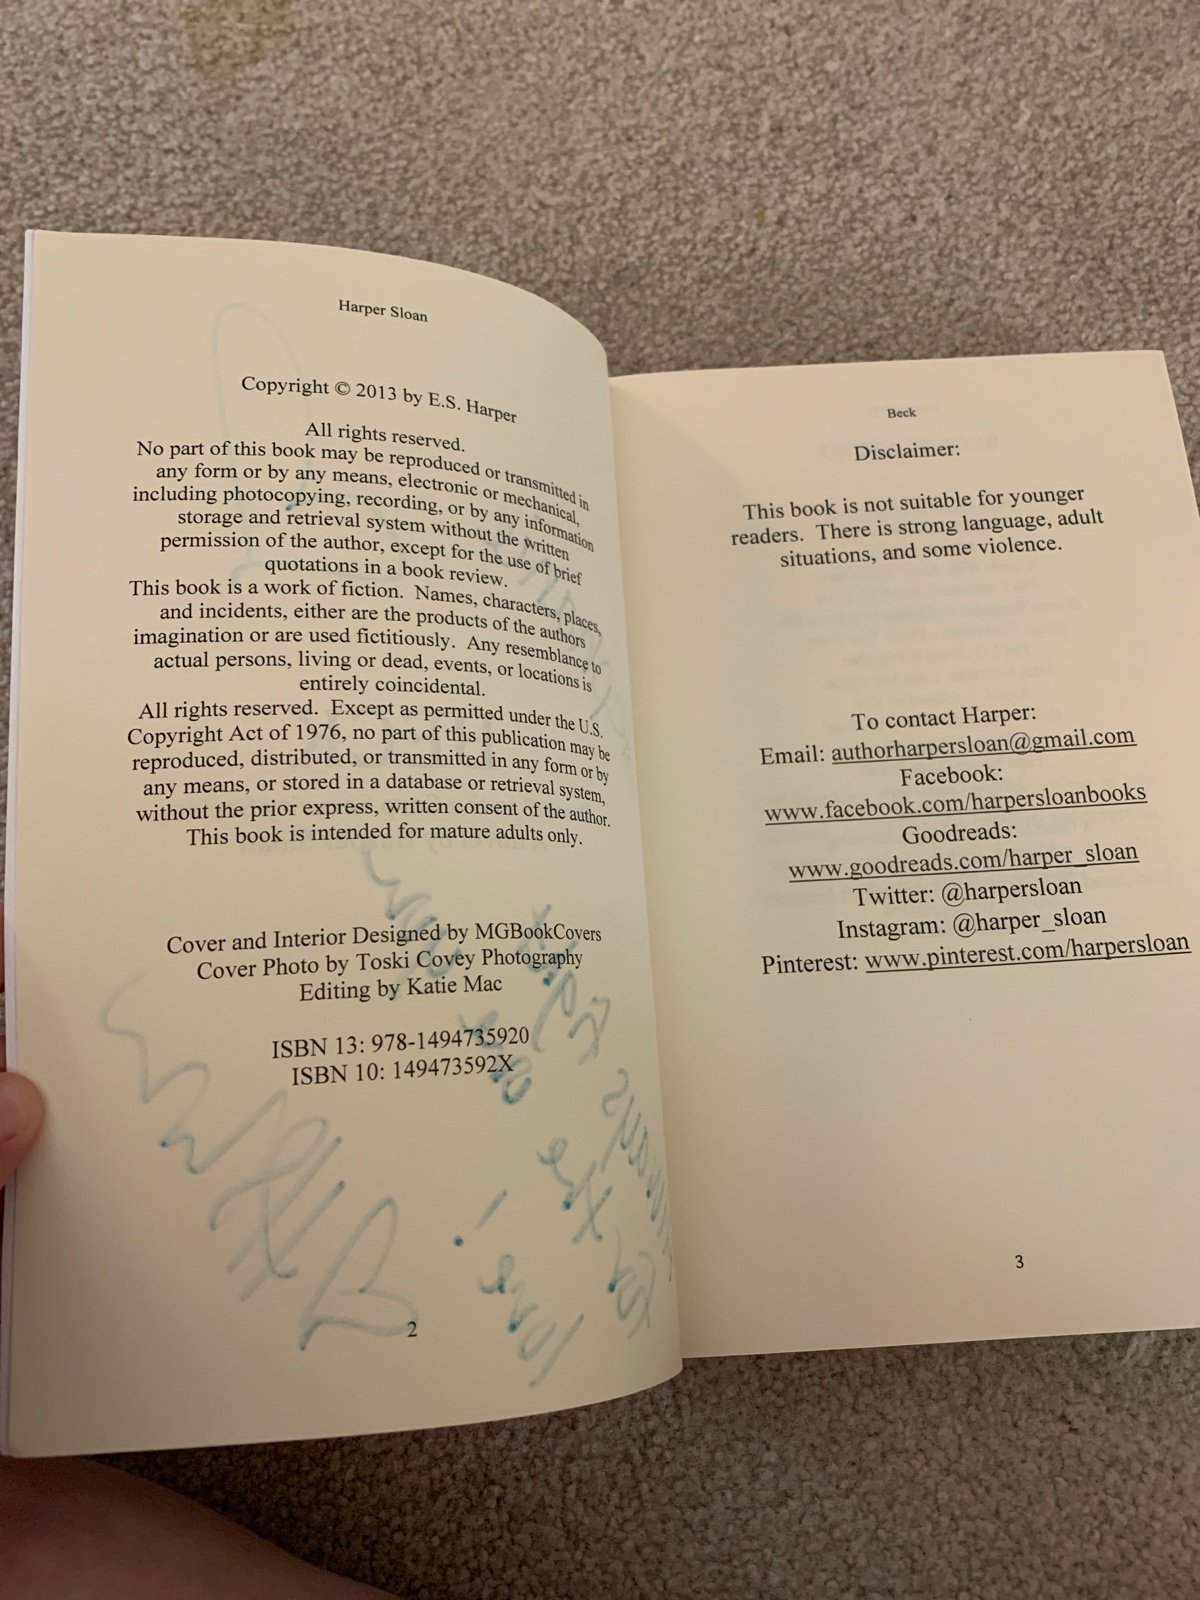 Harper Sloan
Copyright © 2013 by E.S. Harper
All rights reserved.
No part of this book may be reproduced or transmitted in
any form or by any means, electronic or mechanical,
including photocopying, recording, or by any information
storage and retrieval system without the written
permission of the author, except for the use of brief
quotations in a book review.
This book is a work of fiction. Names, characters, places,
and incidents, either are the products of the authors
imagination or are used fictitiously. Any resemblance to
actual persons, living or dead, events, or locations is
entirely coincidental.
All rights reserved. Except as permitted under the U.S.
Copyright Act of 1976, no part of this publication may be
reproduced, distributed, or transmitted in any form or by
any means, or stored in a database or retrieval system,
without the prior express, written consent of the author.
This book is intended for mature adults only.
Cover and Interior Designed by MGBookCovers
Cover Photo by Toski Covey Photography
Editing by Katie Mac
ISBN 13: 978-1494735920
ISBN 10: 149473592X
2
Beck
Disclaimer:
This book is not suitable for younger
readers. There is strong language, adult
situations, and some violence.
To contact Harper:
Email: authorharpersloan@gmail.com
Facebook:
www.facebook.com/harpersloanbooks
Goodreads:
www.goodreads.com/harper_sloan
Twitter: @harpersloan
Instagram: @harper_sloan
Pinterest: www.pinterest.com/harpersloan
3